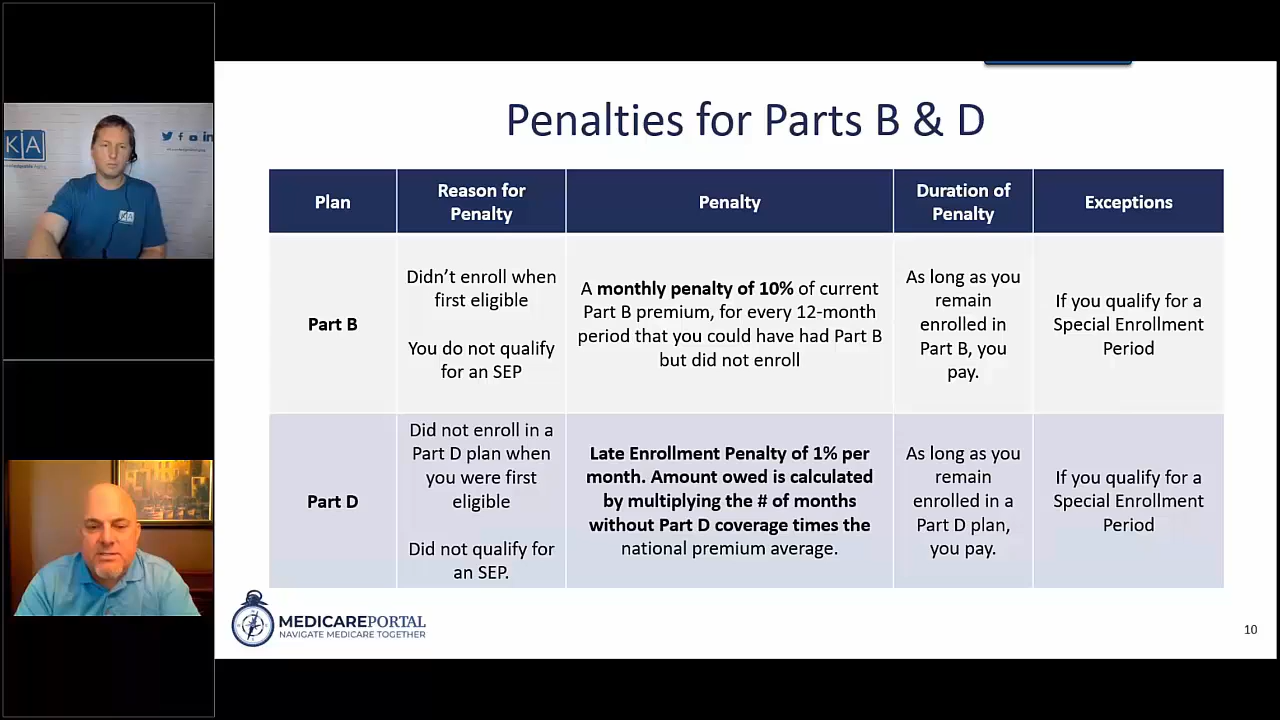 KA
in
KA
Penalties for Parts B & D
Plan
Reason for
Penalty
Penalty
Duration of
Penalty
Exceptions
Part B
Didn't enroll when
first eligible
You do not qualify
for an SEP
A monthly penalty of 10% of current
Part B premium, for every 12-month
period that you could have had Part B
but did not enroll
As long as you
remain
enrolled in
Part B, you
pay.
If you qualify for a
Special Enrollment
Period
Part D
Did not enroll in a
Part D plan when
you were first
eligible
Did not qualify for
an SEP.
Late Enrollment Penalty of 1% per
month. Amount owed is calculated
by multiplying the # of months
without Part D coverage times the
national premium average.
As long as you
remain
enrolled in a
Part D plan,
you pay.
If you qualify for a
Special Enrollment
Period
MEDICAREPORTAL
NAVIGATE MEDICARE TOGETHER
10